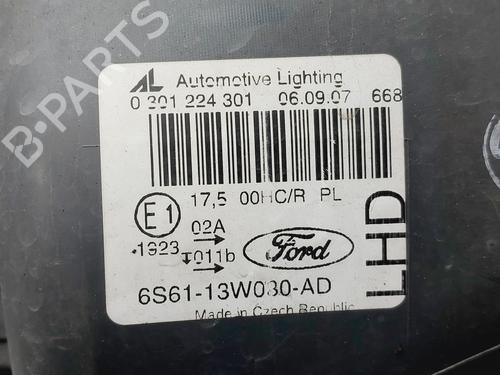 AL Automotive Lighting
0 301 224 301 06.09.07 668
E1 17,5 00HC/R PL
02A
1923
011b
Ford
6S61-13W030-AD
LHD
Made in Czech Republic